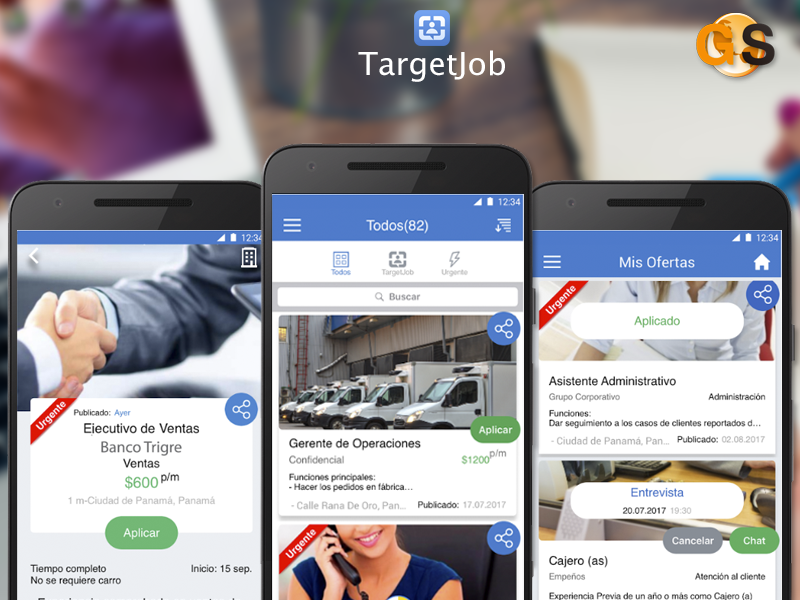 TargetJob
GS
12:34
Urgente
Publicado: Ayer
Ejecutivo de Ventas
Banco Trigre
Ventas
$600 p/m
1 m-Ciudad de Panamá, Panamá
Aplicar
Tiempo completo
Inicio: 15 sep.
No se requiere carro
12:34
Todos(82)
Todos
TargetJob
Urgente
Buscar
Aplicar
Gerente de Operaciones
Confidencial
$1200 p/m
Funciones principales:
- Hacer los pedidos en fábrica...
- Calle Rana De Oro, Pan...
Publicado: 17.07.2017
Urgente
12:34
Mis Ofertas
Urgente
Aplicado
Asistente Administrativo
Grupo Corporativo
Administración
Funciones:
Dar seguimiento a los casos de clientes reportados d...
- Ciudad de Panamá, Pan...
Publicado: 02.08.2017
Entrevista
20.07.2017 19:30
Cancelar
Chat
Cajero (as)
Empeños
Atención al cliente
Experiencia Previa de un año o más como Cajero (a)